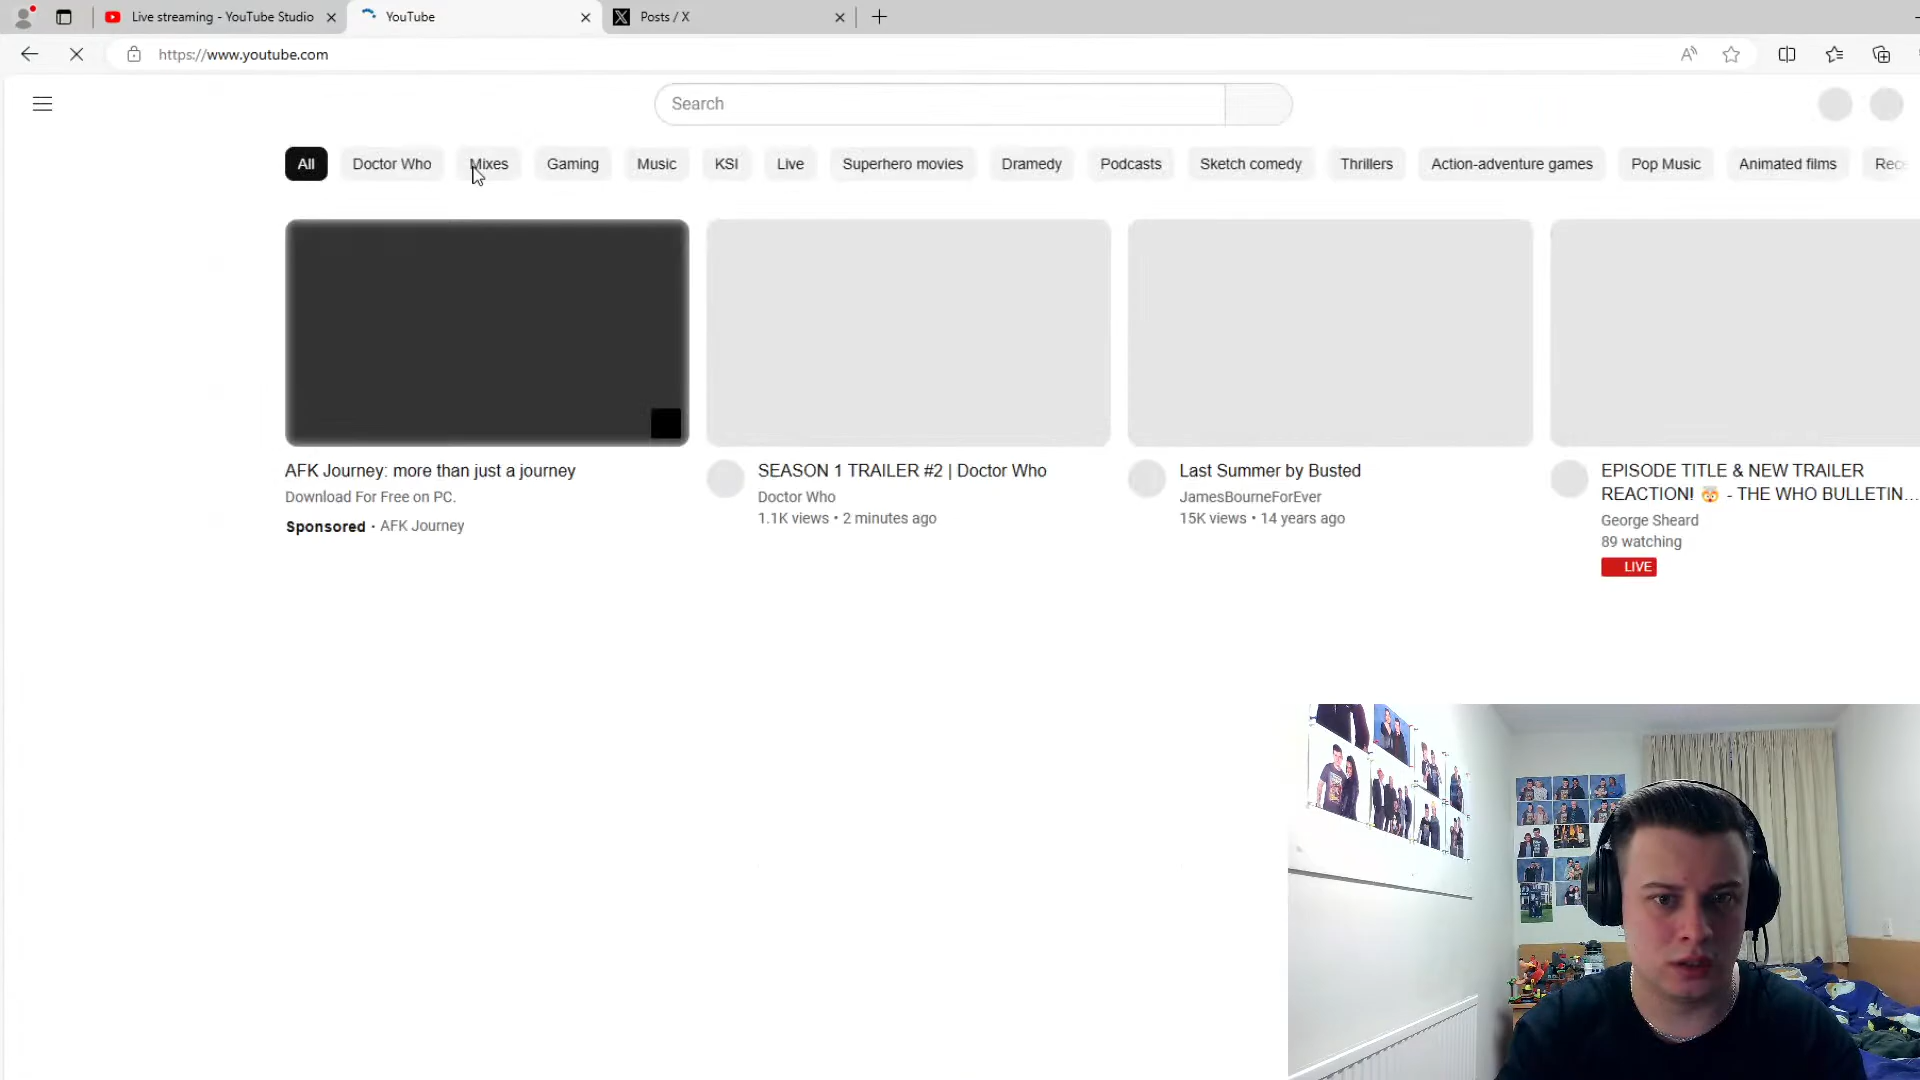 Live streaming - YouTube Studio
YouTube
Posts / X
https://www.youtube.com
Search
All
Doctor Who
Mixes
Gaming
Music
KSI
Live
Superhero movies
Dramedy
Podcasts
Sketch comedy
Thrillers
Action-adventure games
Pop Music
Animated films
AFK Journey: more than just a journey
Download For Free on PC.
Sponsored • AFK Journey
SEASON 1 TRAILER #2 | Doctor Who
Doctor Who
1.1K views • 2 minutes ago
Last Summer by Busted
JamesBourneForEver
15K views • 14 years ago
EPISODE TITLE & NEW TRAILER
REACTION! 🤯 - THE WHO BULLETIN...
George Sheard
89 watching
LIVE